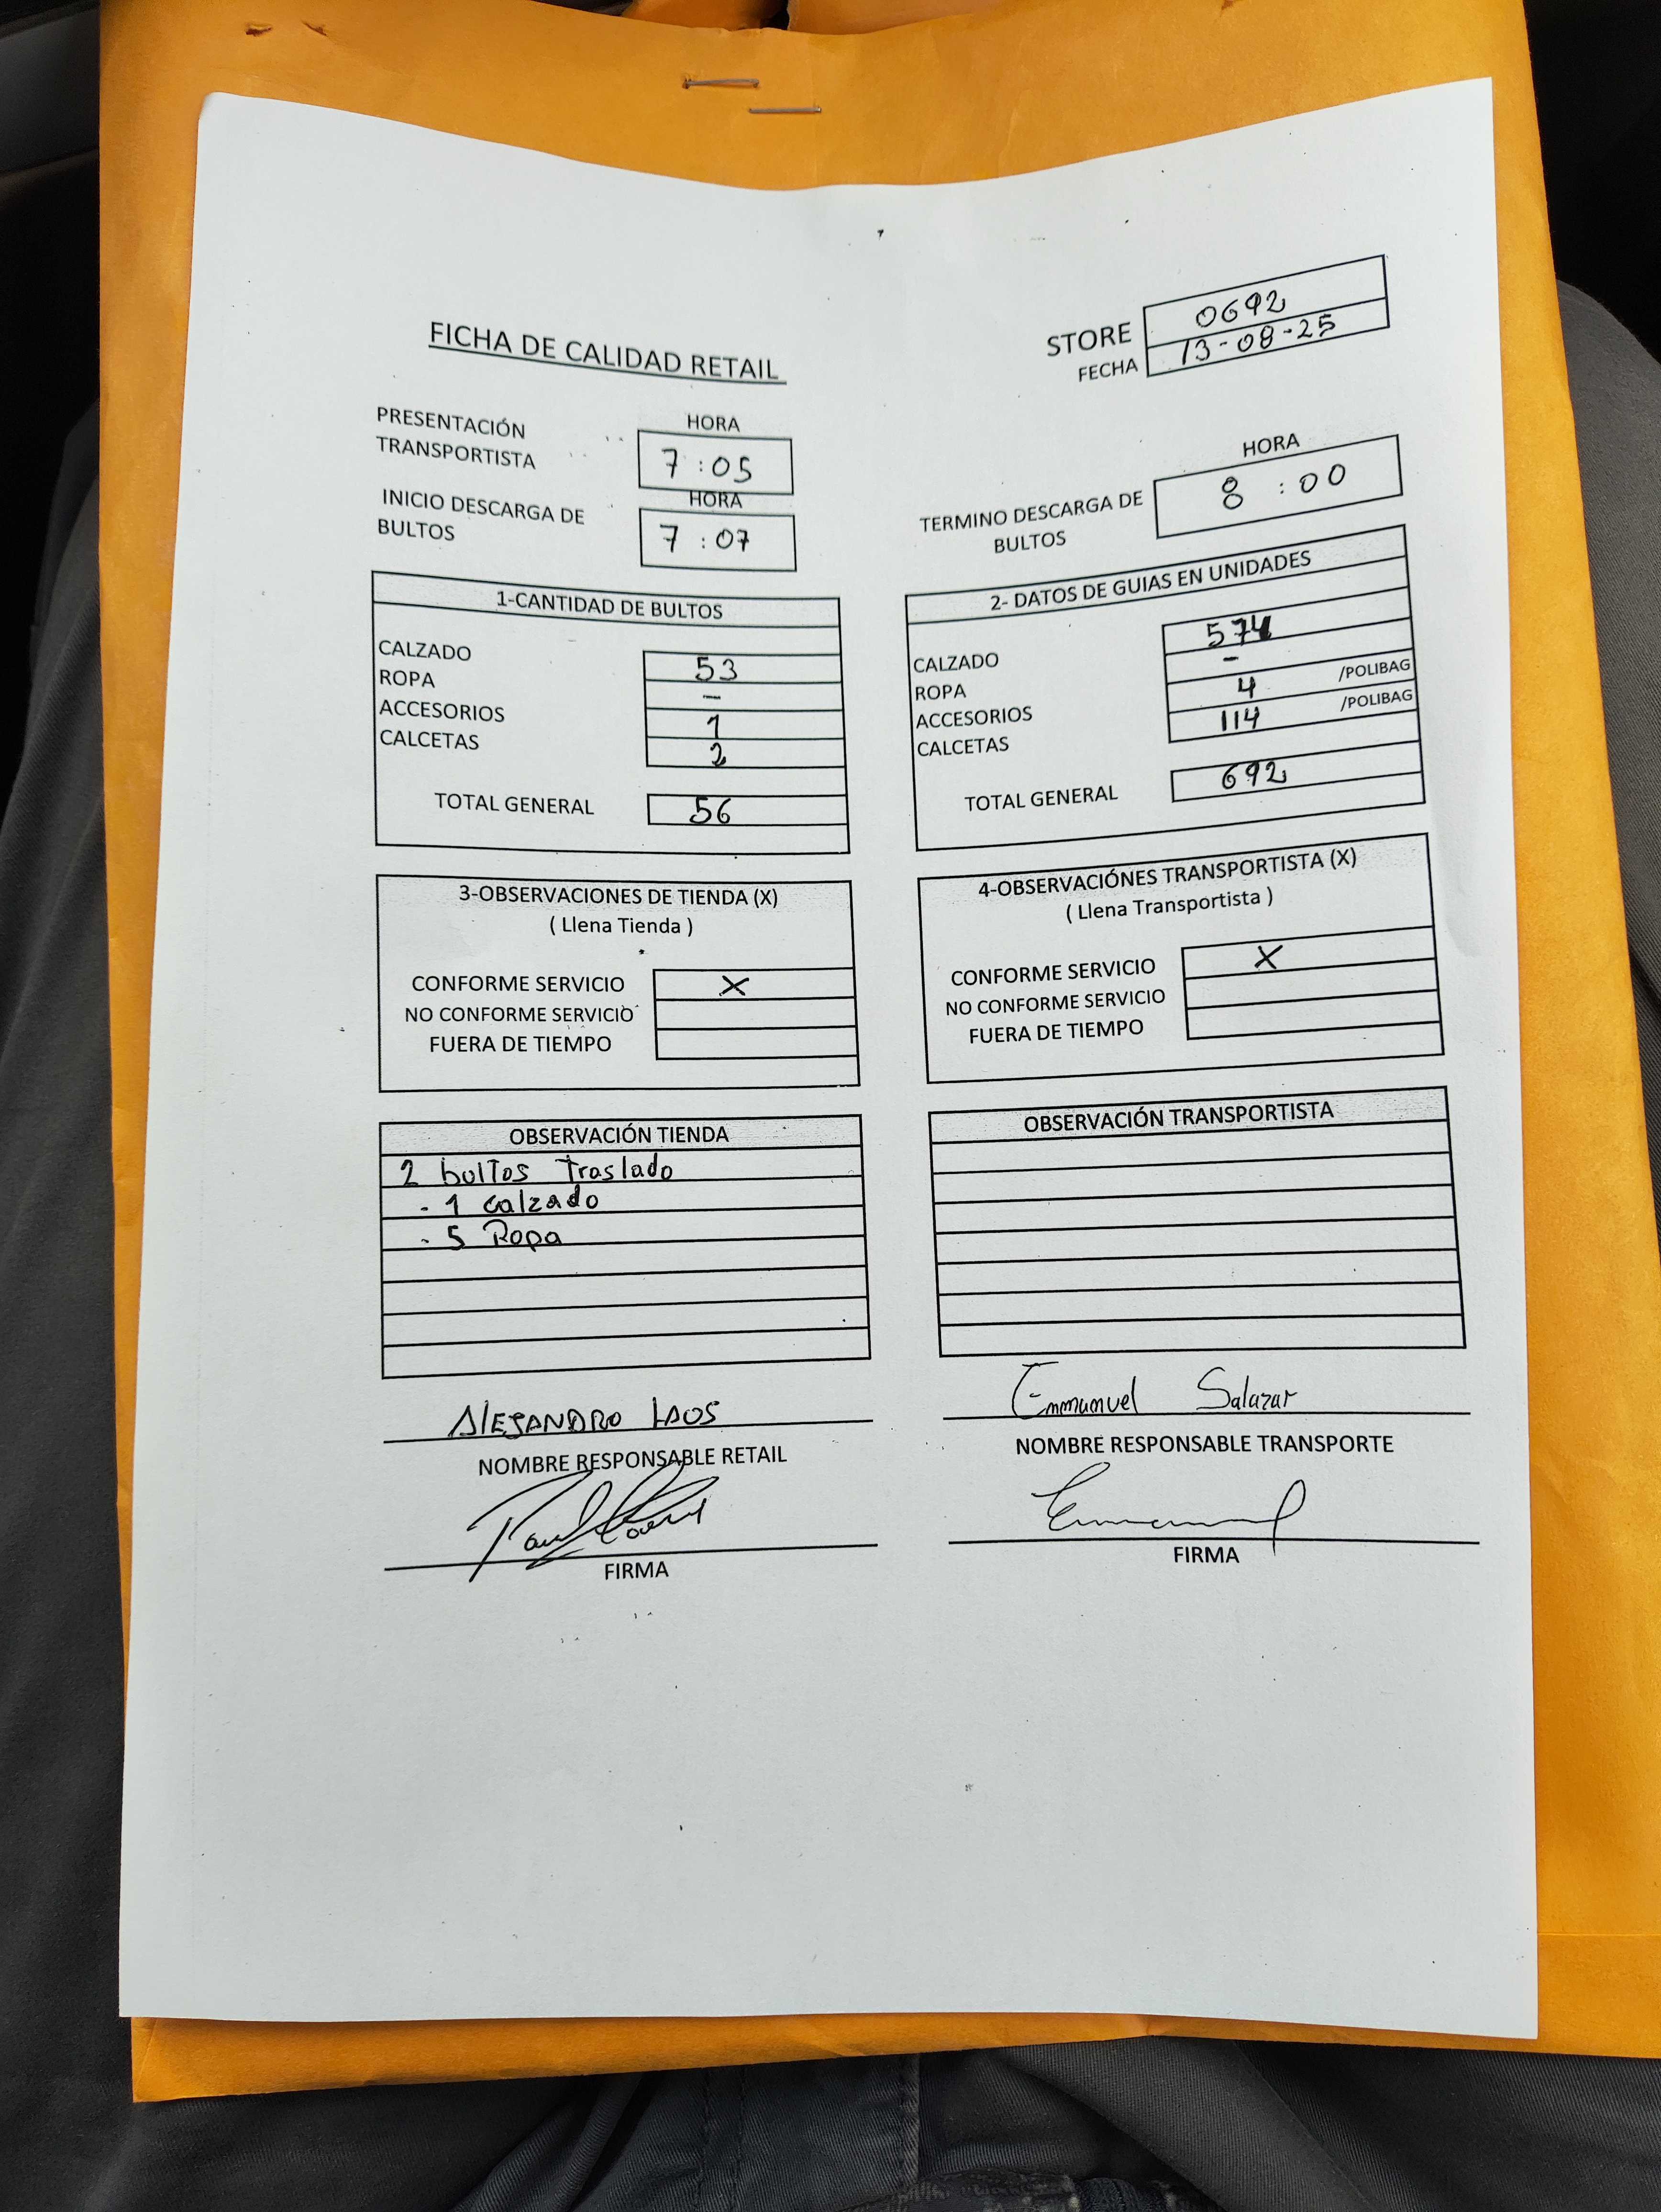 FICHA DE CALIDAD RETAIL
STORE 0692
FECHA 13-08-25
PRESENTACIÓN TRANSPORTISTA
HORA
7:05
INICIO DESCARGA DE BULTOS
HORA
7:07
TERMINO DESCARGA DE BULTOS
HORA
8:00
1-CANTIDAD DE BULTOS
CALZADO 53
ROPA -
ACCESORIOS 1
CALCETAS 2
TOTAL GENERAL 56
2- DATOS DE GUIAS EN UNIDADES
CALZADO 574
ROPA -
ACCESORIOS 4 /POLIBAG
CALCETAS 114 /POLIBAG
TOTAL GENERAL 692
3-OBSERVACIONES DE TIENDA (X)
( Llena Tienda )
CONFORME SERVICIO X
NO CONFORME SERVICIO
FUERA DE TIEMPO
4-OBSERVACIÓNES TRANSPORTISTA (X)
( Llena Transportista )
CONFORME SERVICIO X
NO CONFORME SERVICIO
FUERA DE TIEMPO
OBSERVACIÓN TIENDA
2 bultos traslado
- 1 calzado
- 5 Ropa
OBSERVACIÓN TRANSPORTISTA
ALEJANDRO LAOS
NOMBRE RESPONSABLE RETAIL
FIRMA
Emmanuel Salazar
NOMBRE RESPONSABLE TRANSPORTE
FIRMA